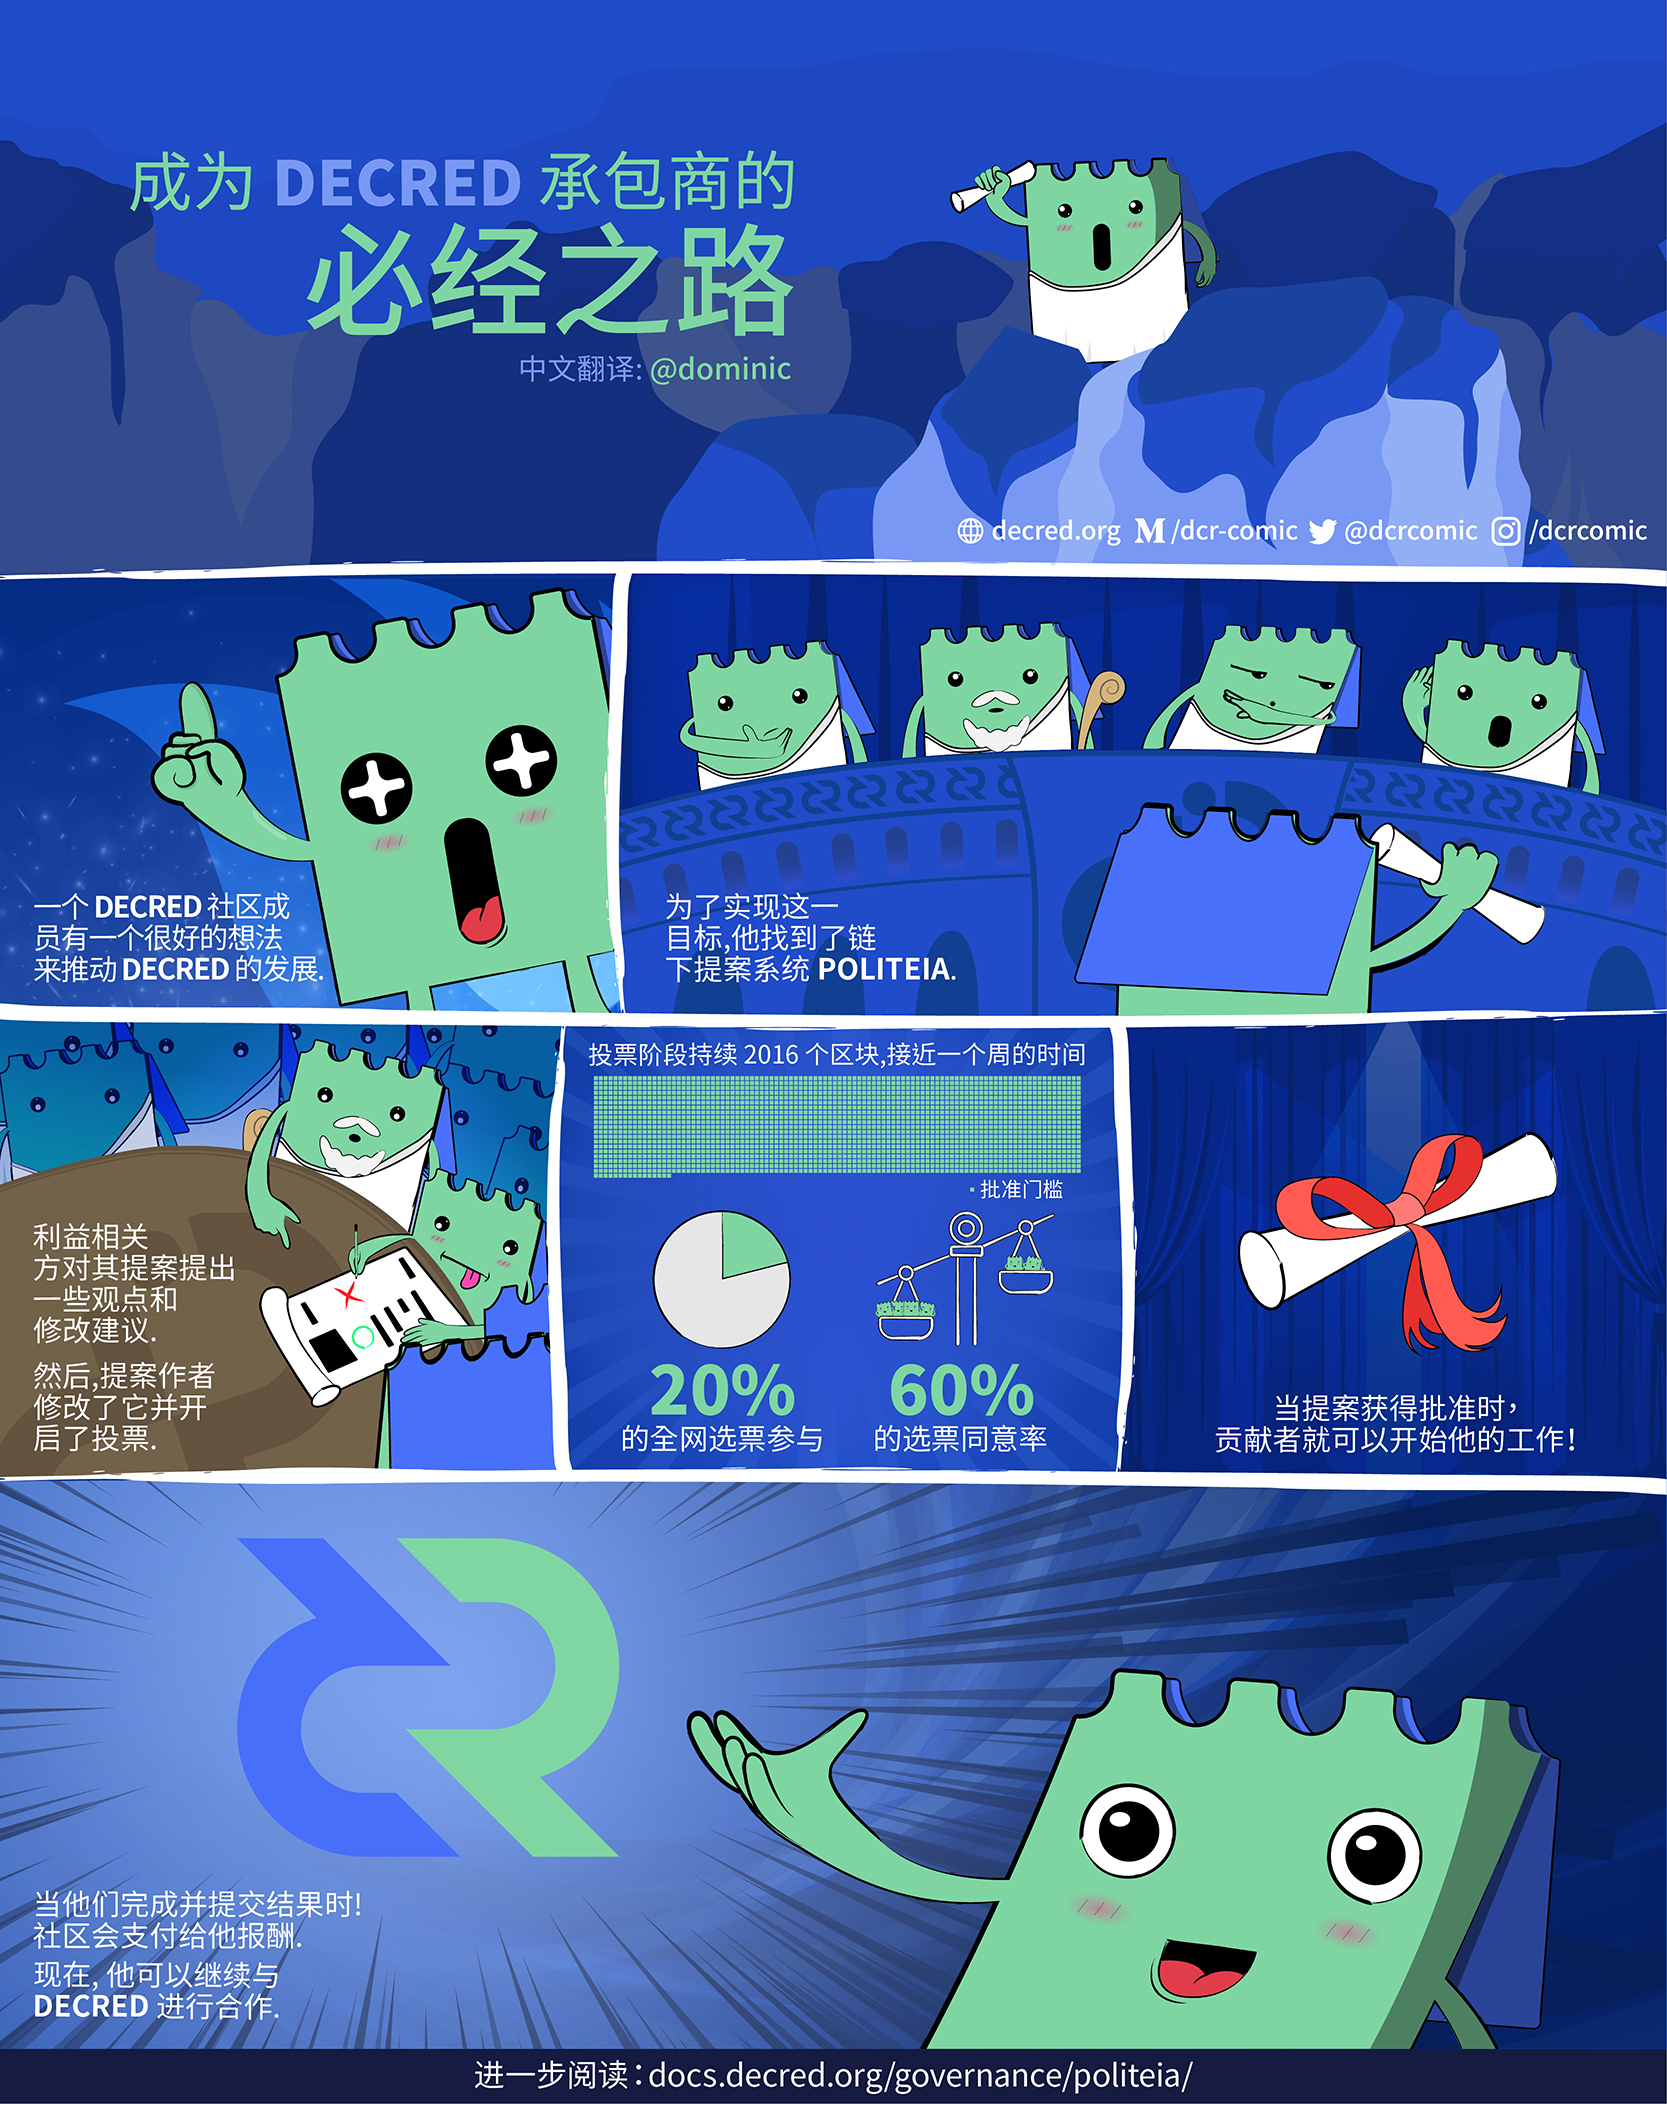 成为 DECRED 承包商的
必经之路
中文翻译: @dominic
decred.org /dcr-comic @dcrcomic /dcrcomic
一个 DECRED 社区成
员有一个很好的想法
来推动 DECRED 的发展.
为了实现这一
目标,他找到了链
下提案系统 POLITEIA.
利益相关
方对其提案提出
一些观点和
修改建议.
然后,提案作者
修改了它并开
启了投票.
投票阶段持续 2016 个区块,接近一个周的时间
批准门槛
20%
的全网选票参与
60%
的选票同意率
当提案获得批准时，
贡献者就可以开始他的工作！
当他们完成并提交结果时!
社区会支付给他报酬.
现在, 他可以继续与
DECRED 进行合作.
进一步阅读：docs.decred.org/governance/politeia/